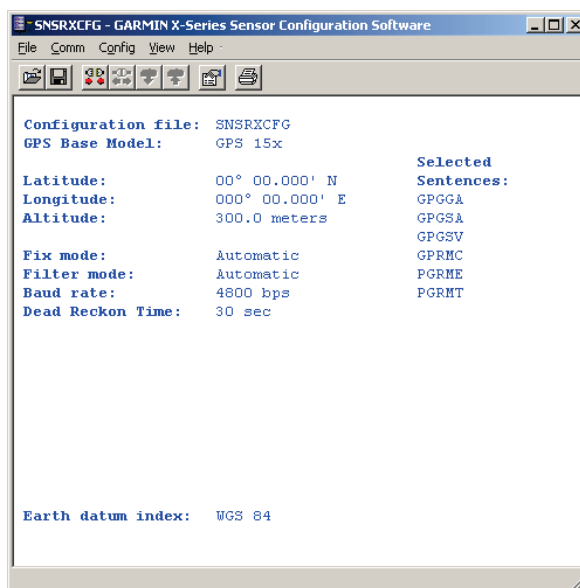 SNSRXCFG - GARMIN X-Series Sensor Configuration Software
File Comm Config View Help
Configuration file: SNSRXCFG
GPS Base Model: GPS 15x
Selected
Latitude: 00° 00.000' N Sentences:
Longitude: 000° 00.000' E GPGGA
Altitude: 300.0 meters GPGSA
GPGSV
Fix mode: Automatic GPRMC
Filter mode: Automatic PGRME
Baud rate: 4800 bps PGRMT
Dead Reckon Time: 30 sec
Earth datum index: WGS 84